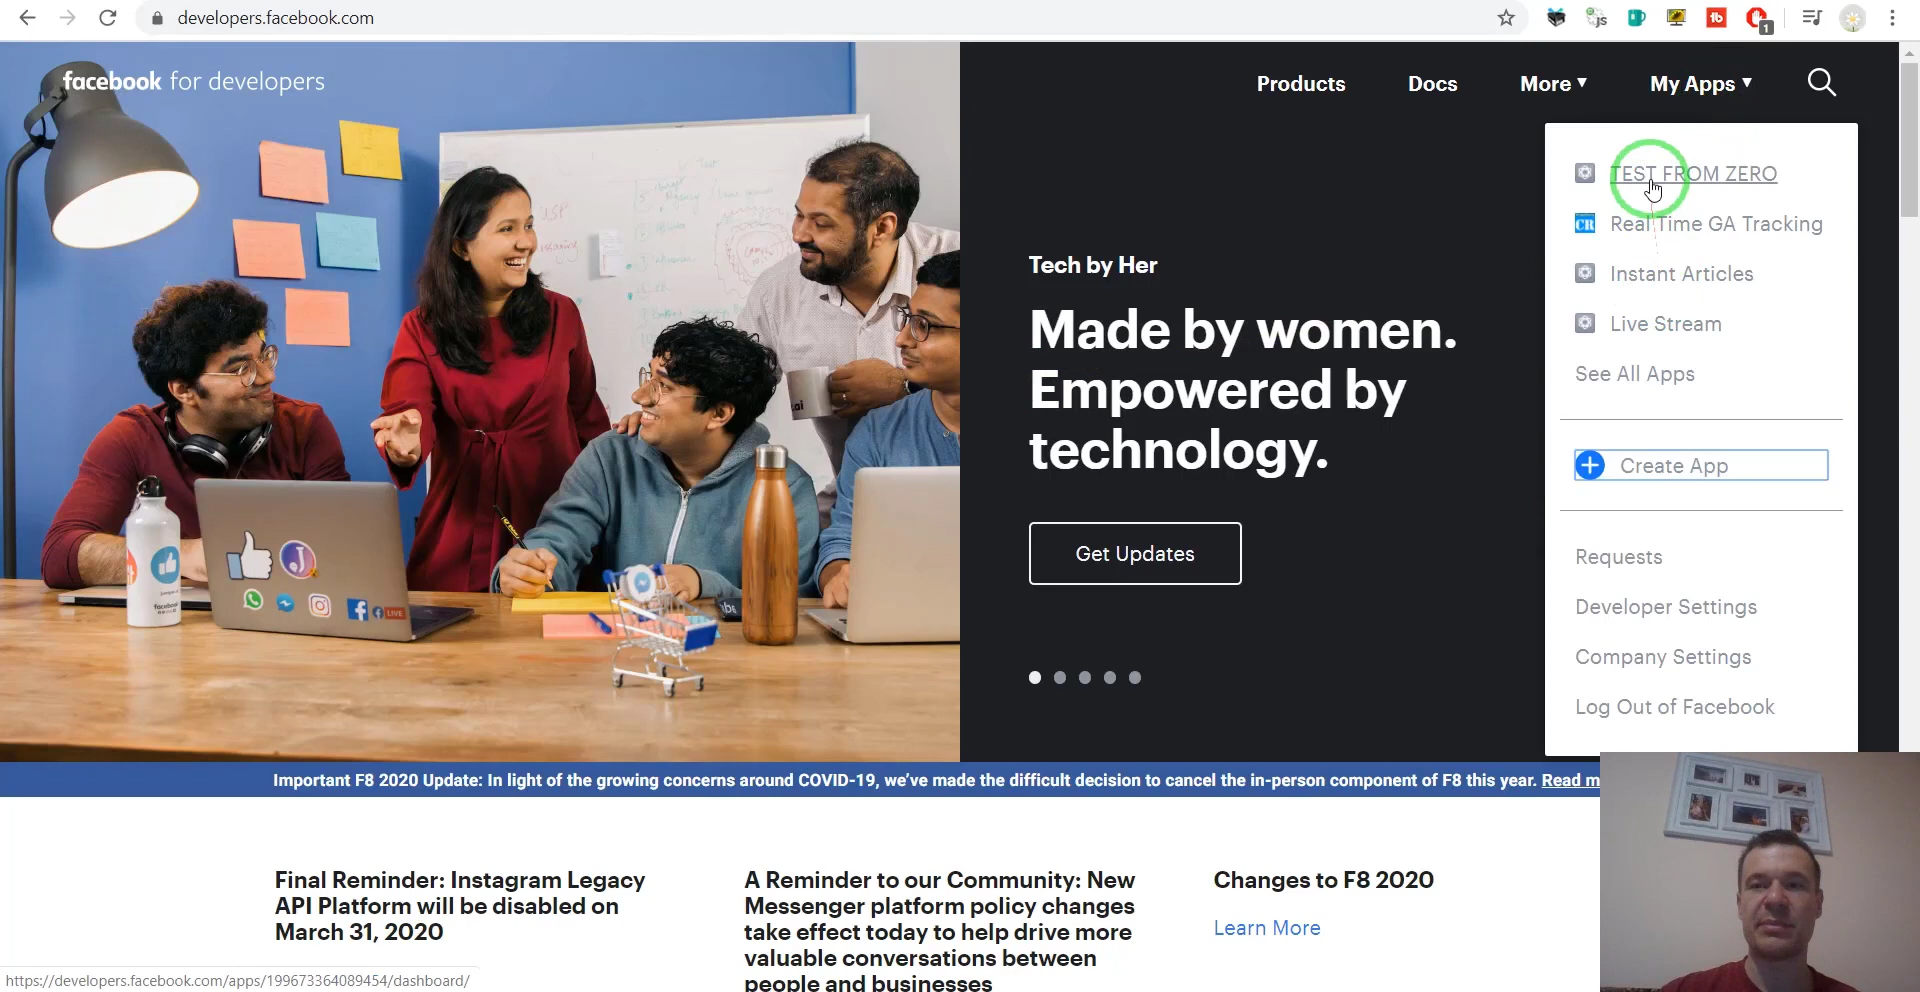 developers.facebook.com
1
facebook for developers
Products
Docs
More ▼
My Apps ▼
TEST FROM ZERO
CR
Real Time GA Tracking
Instant Articles
Live Stream
See All Apps
Create App
Requests
Developer Settings
Company Settings
Log Out of Facebook
Tech by Her
Made by women.
Empowered by
technology.
Get Updates
LIVE
facebook
Important F8 2020 Update: In light of the growing concerns around COVID-19, we've made the difficult decision to cancel the in-person component of F8 this year. Read m
Final Reminder: Instagram Legacy
API Platform will be disabled on
March 31, 2020
A Reminder to our Community: New
Messenger platform policy changes
take effect today to help drive more
valuable conversations between
people and businesses
Changes to F8 2020
Learn More
https://developers.facebook.com/apps/199673364089454/dashboard/